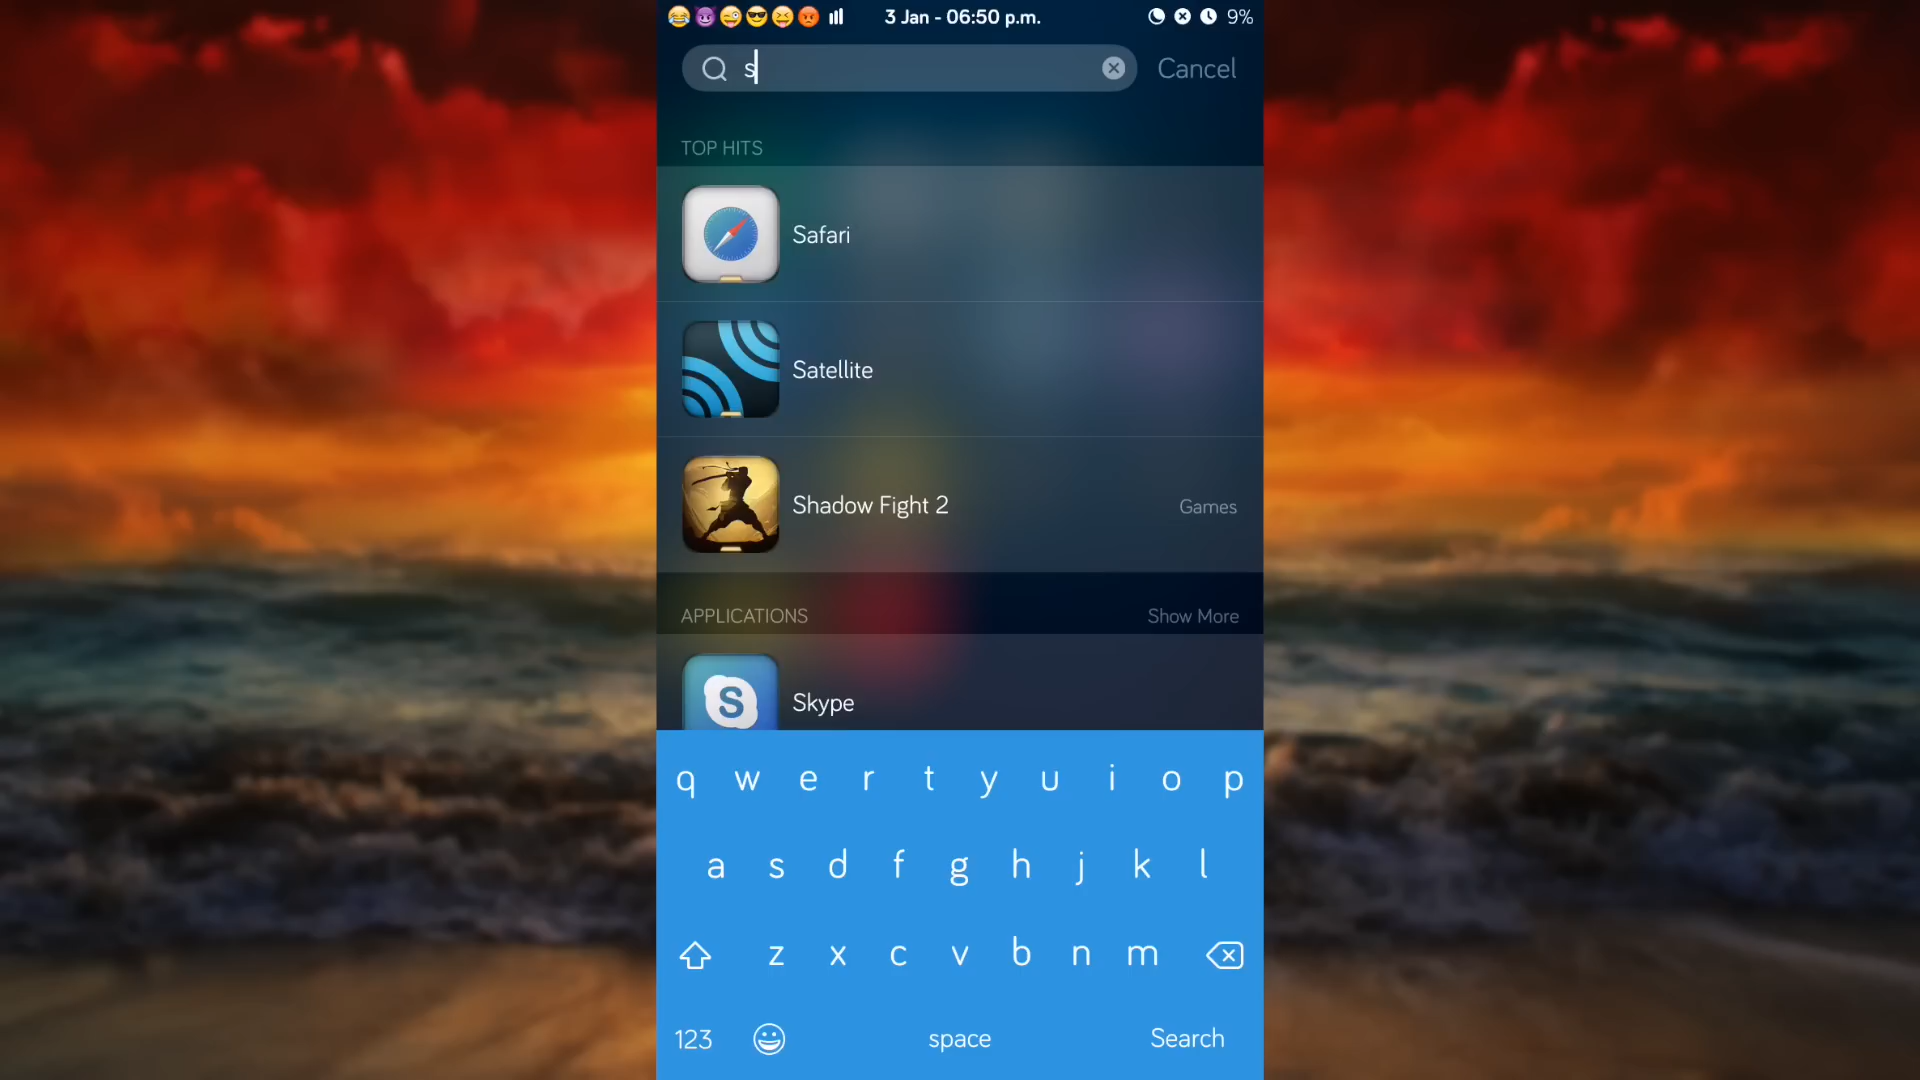 3 Jan - 06:50 p.m.
9%
s
Cancel
TOP HITS
Safari
Satellite
Shadow Fight 2
Games
APPLICATIONS
Show More
S
Skype
q w e r t y u i o p
a s d f g h j k l
z x c v b n m
123
space
Search